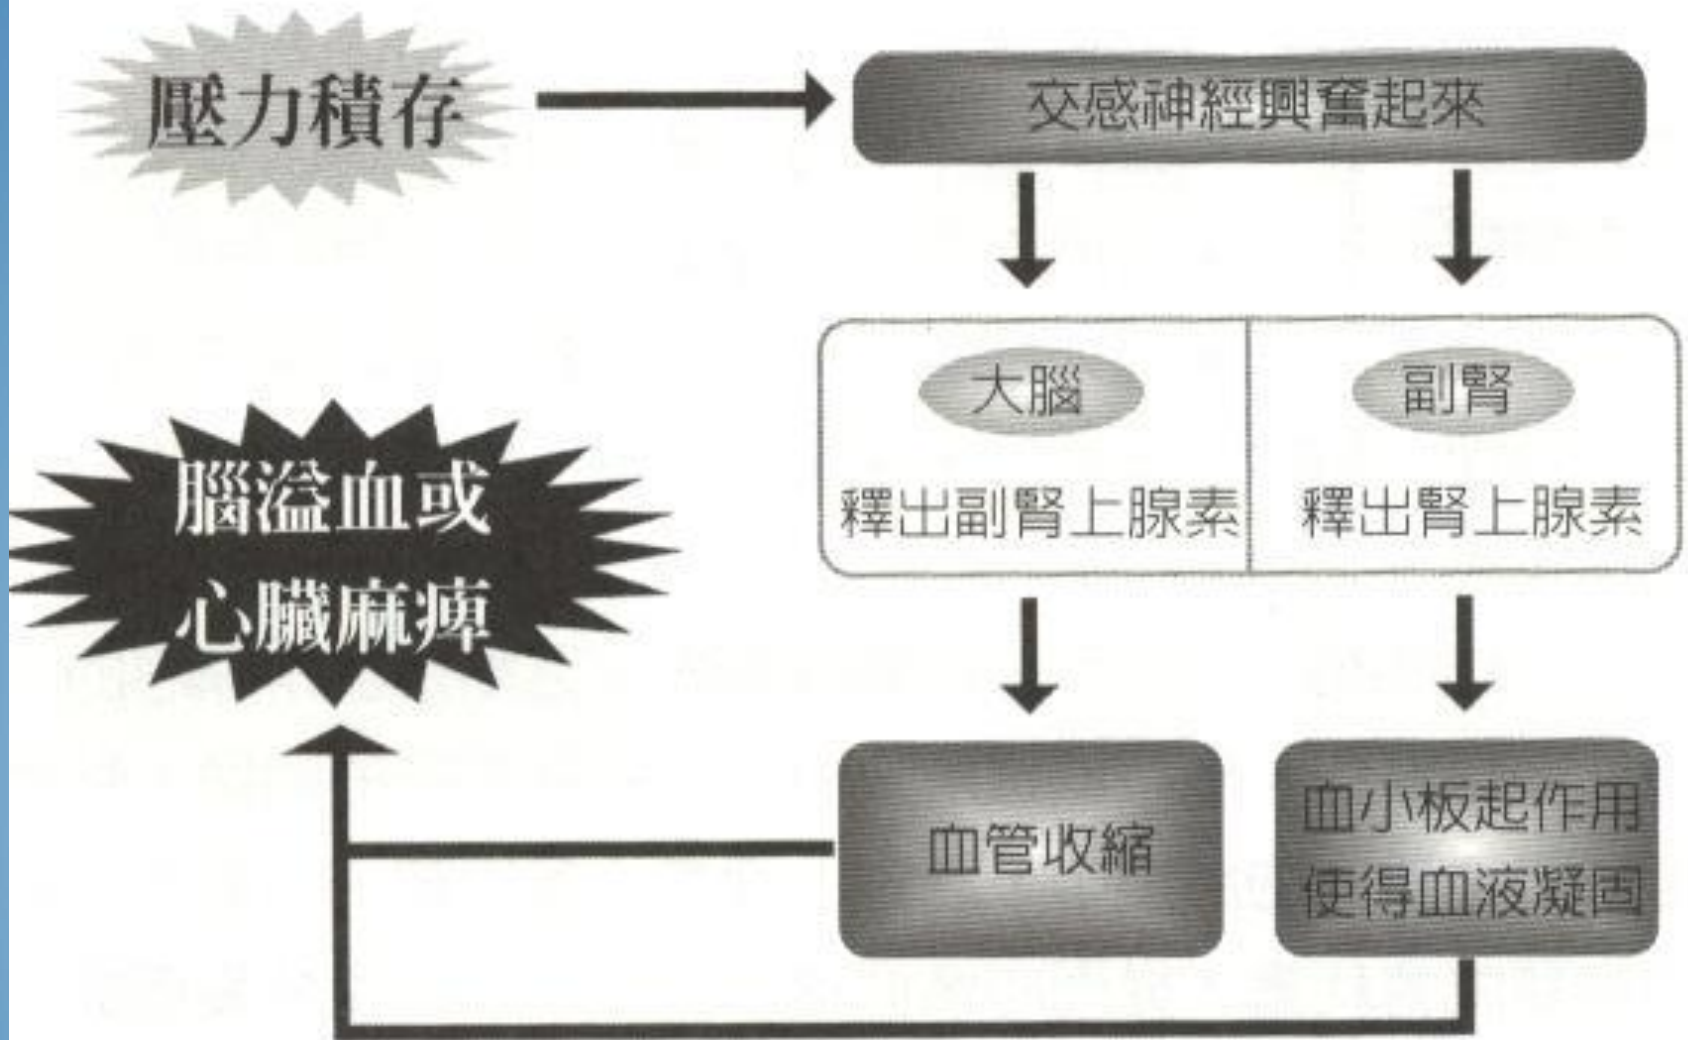 壓力積存
交感神經興奮起來
大腦
釋出副腎上腺素
副腎
釋出腎上腺素
血管收縮
血小板起作用
使得血液凝固
腦溢血或
心臟麻痺